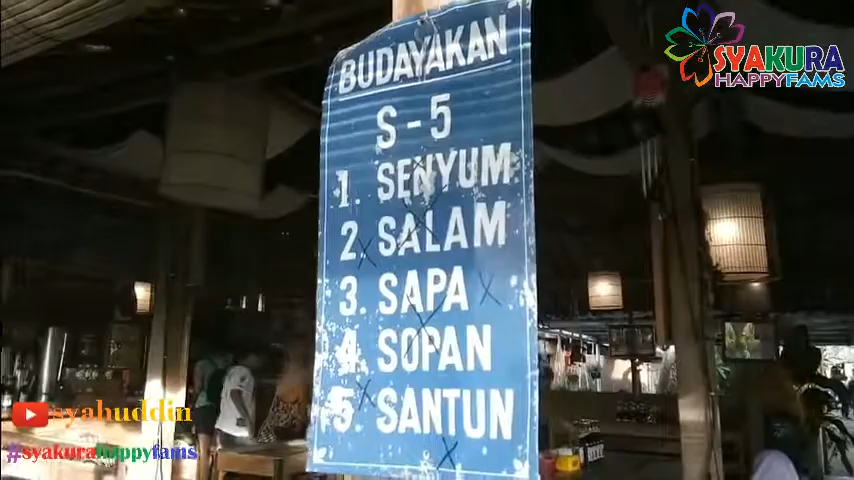 BUDAYAKAN
S-5
1. SENYUM
2. SALAM
3. SAPA
4. SOPAN
5. SANTUN
SYAKURA
HAPPYFAMS
syahuddin
#syakurahappyfams